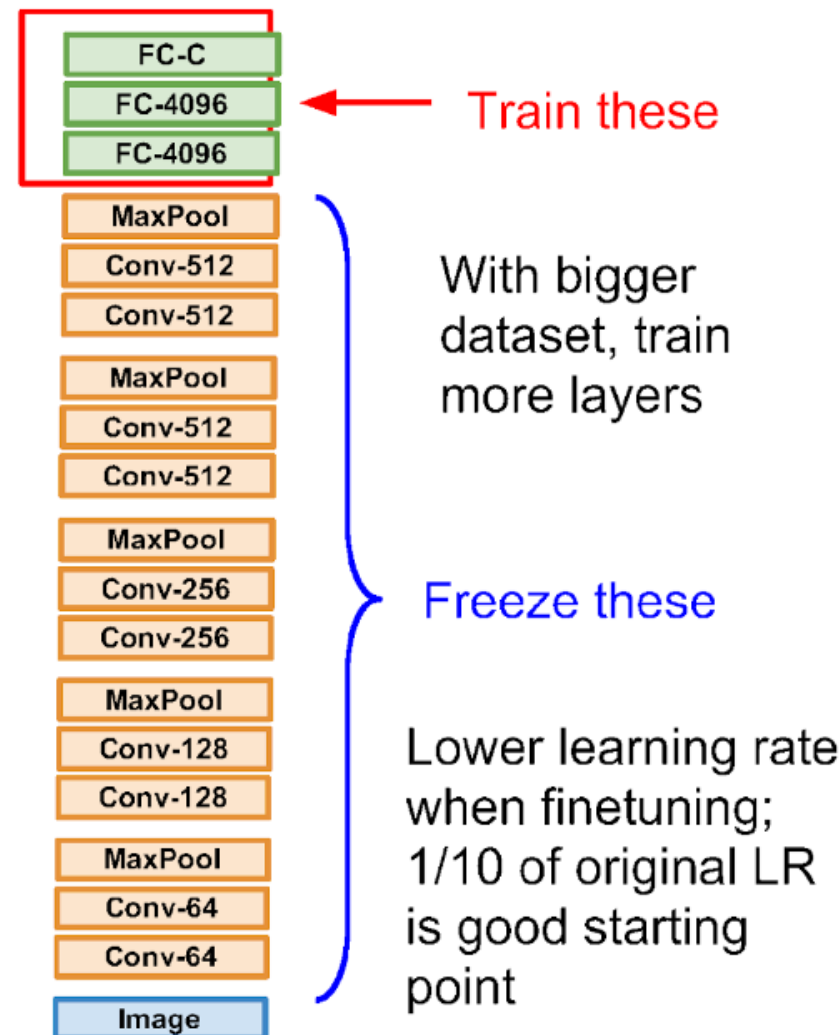 FC-C
FC-4096
FC-4096
Train these
MaxPool
Conv-512
Conv-512
With bigger
dataset, train
more layers
MaxPool
Conv-512
Conv-512
MaxPool
Conv-256
Conv-256
Freeze these
MaxPool
Conv-128
Conv-128
Lower learning rate
when finetuning;
1/10 of original LR
is good starting
point
MaxPool
Conv-64
Conv-64
Image